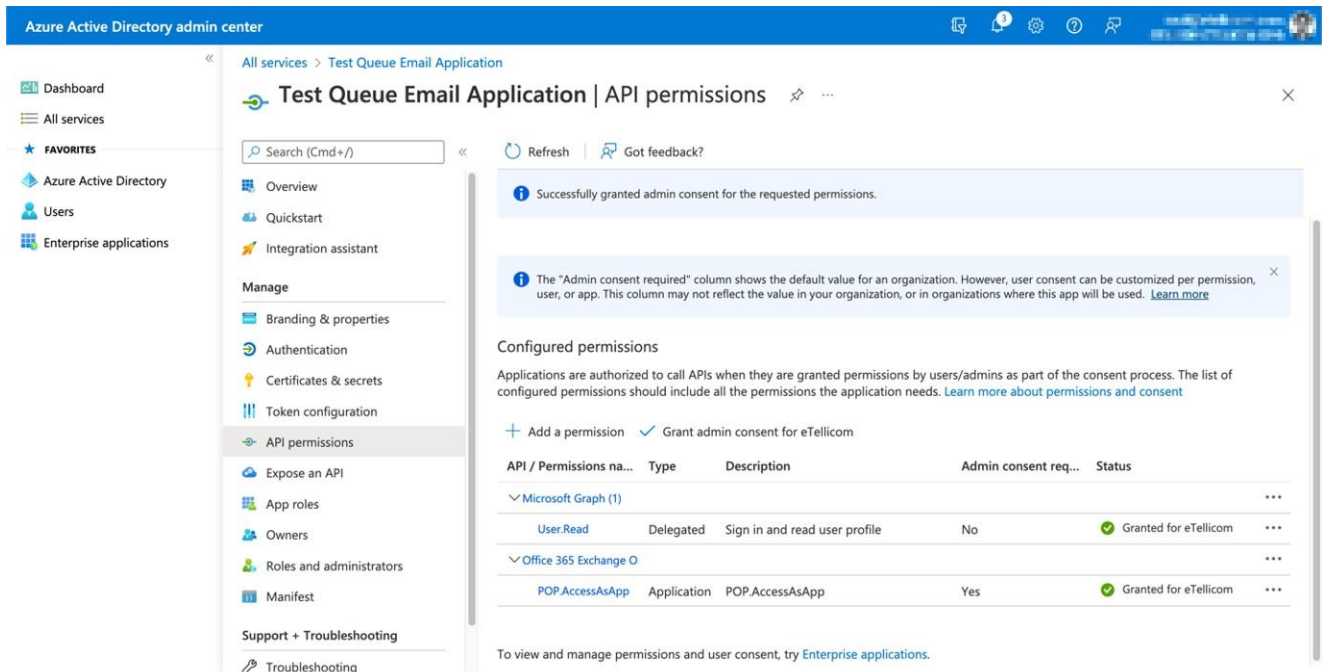 Azure Active Directory admin center
3
Dashboard
All services
FAVORITES
Azure Active Directory
Users
Enterprise applications
All services > Test Queue Email Application
Test Queue Email Application | API permissions
Search (Cmd+/)
Overview
Quickstart
Integration assistant
Manage
Branding & properties
Authentication
Certificates & secrets
Token configuration
API permissions
Expose an API
App roles
Owners
Roles and administrators
Manifest
Support + Troubleshooting
Troubleshooting
Refresh Got feedback?
Successfully granted admin consent for the requested permissions.
The "Admin consent required" column shows the default value for an organization. However, user consent can be customized per permission,
user, or app. This column may not reflect the value in your organization, or in organizations where this app will be used. Learn more
Configured permissions
Applications are authorized to call APIs when they are granted permissions by users/admins as part of the consent process. The list of
configured permissions should include all the permissions the application needs. Learn more about permissions and consent
Add a permission Grant admin consent for eTellicom
API / Permissions na... Type Description Admin consent req... Status
Microsoft Graph (1)
User.Read Delegated Sign in and read user profile No Granted for eTellicom
Office 365 Exchange O
POP.AccessAsApp Application POP.AccessAsApp Yes Granted for eTellicom
To view and manage permissions and user consent, try Enterprise applications.